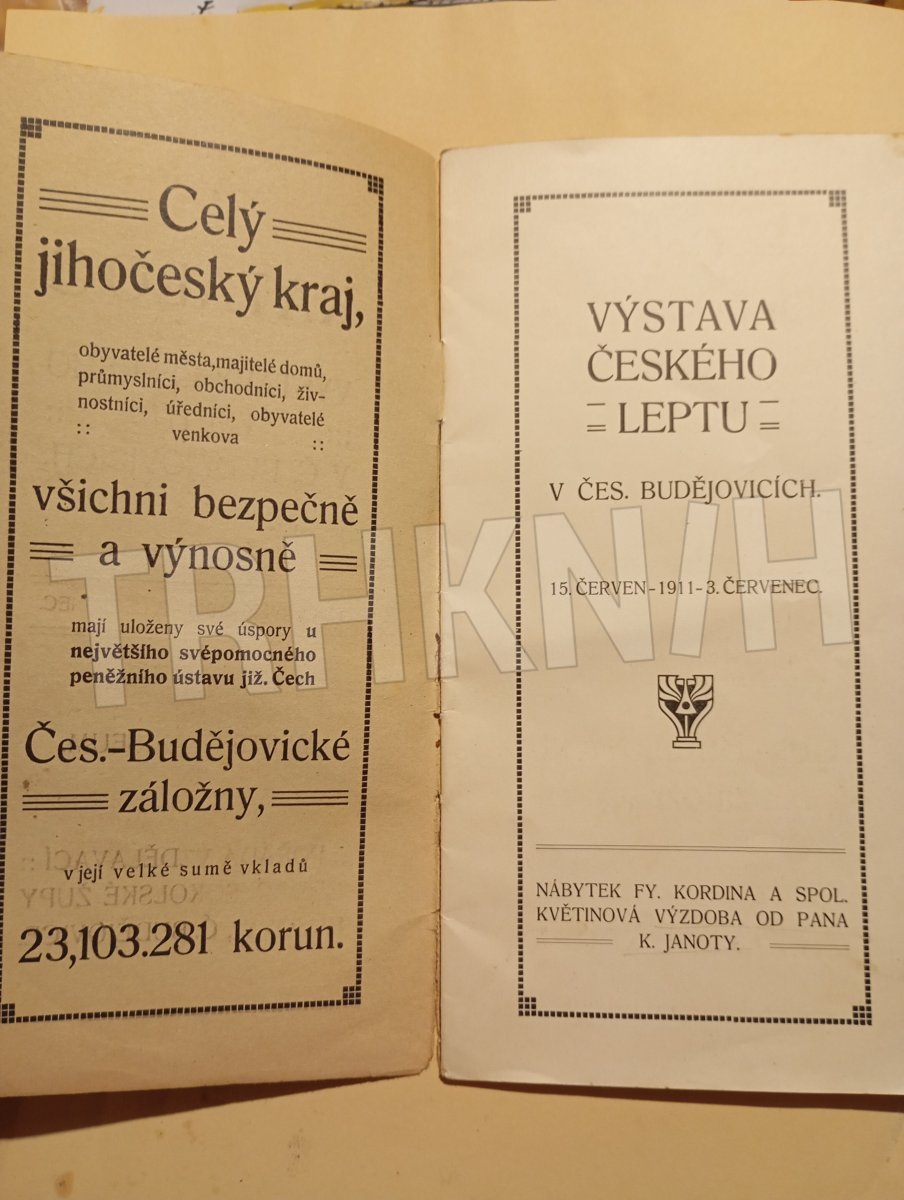 Celý
jihočeský kraj,
obyvatelé města,majitelé domů,
průmyslníci, obchodníci, živ-
nostníci, úředníci, obyvatelé
:: venkova ::
všichni bezpečně
a výnosně
mají uloženy své úspory u
největšího svépomocného
peněžního ústavu již. Čech
Čes.-Budějovické
záložny,
v její velké sumě vkladů
23,103.281 korun.
VÝSTAVA
ČESKÉHO
LEPTU
V ČES. BUDĚJOVICÍCH.
15. ČERVEN-1911-3. ČERVENEC.
NÁBYTEK FY. KORDINA A SPOL.
KVĚTINOVÁ VÝZDOBA OD PANA
K. JANOTY.
TRHKNIH